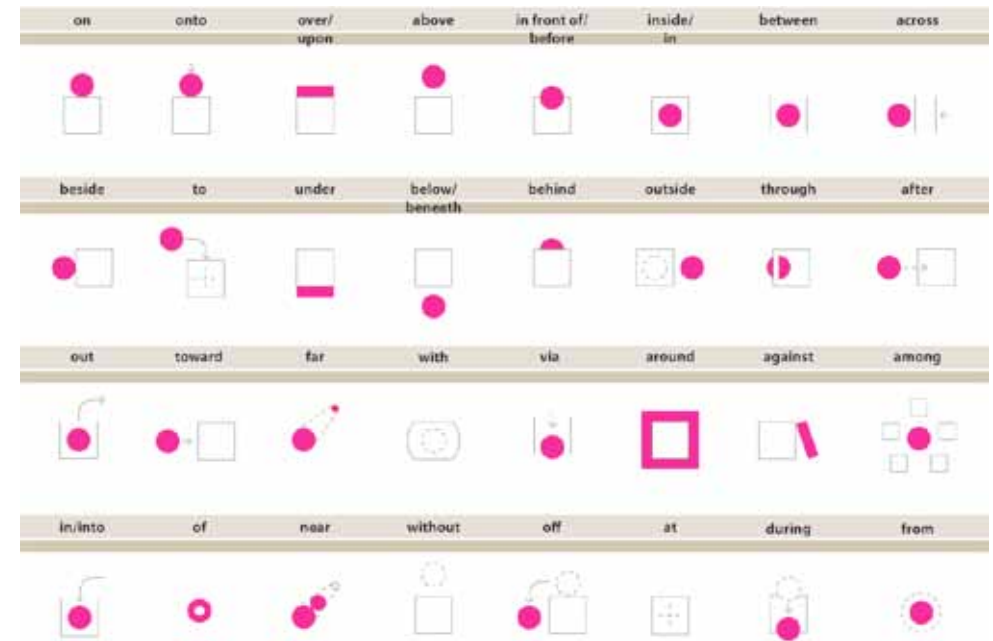 on onto over/ above in front of/ inside/ between across
upon before in
beside to under below/ behind outside through after
beneath
out toward far with via around against among
in/into of near without off at during from